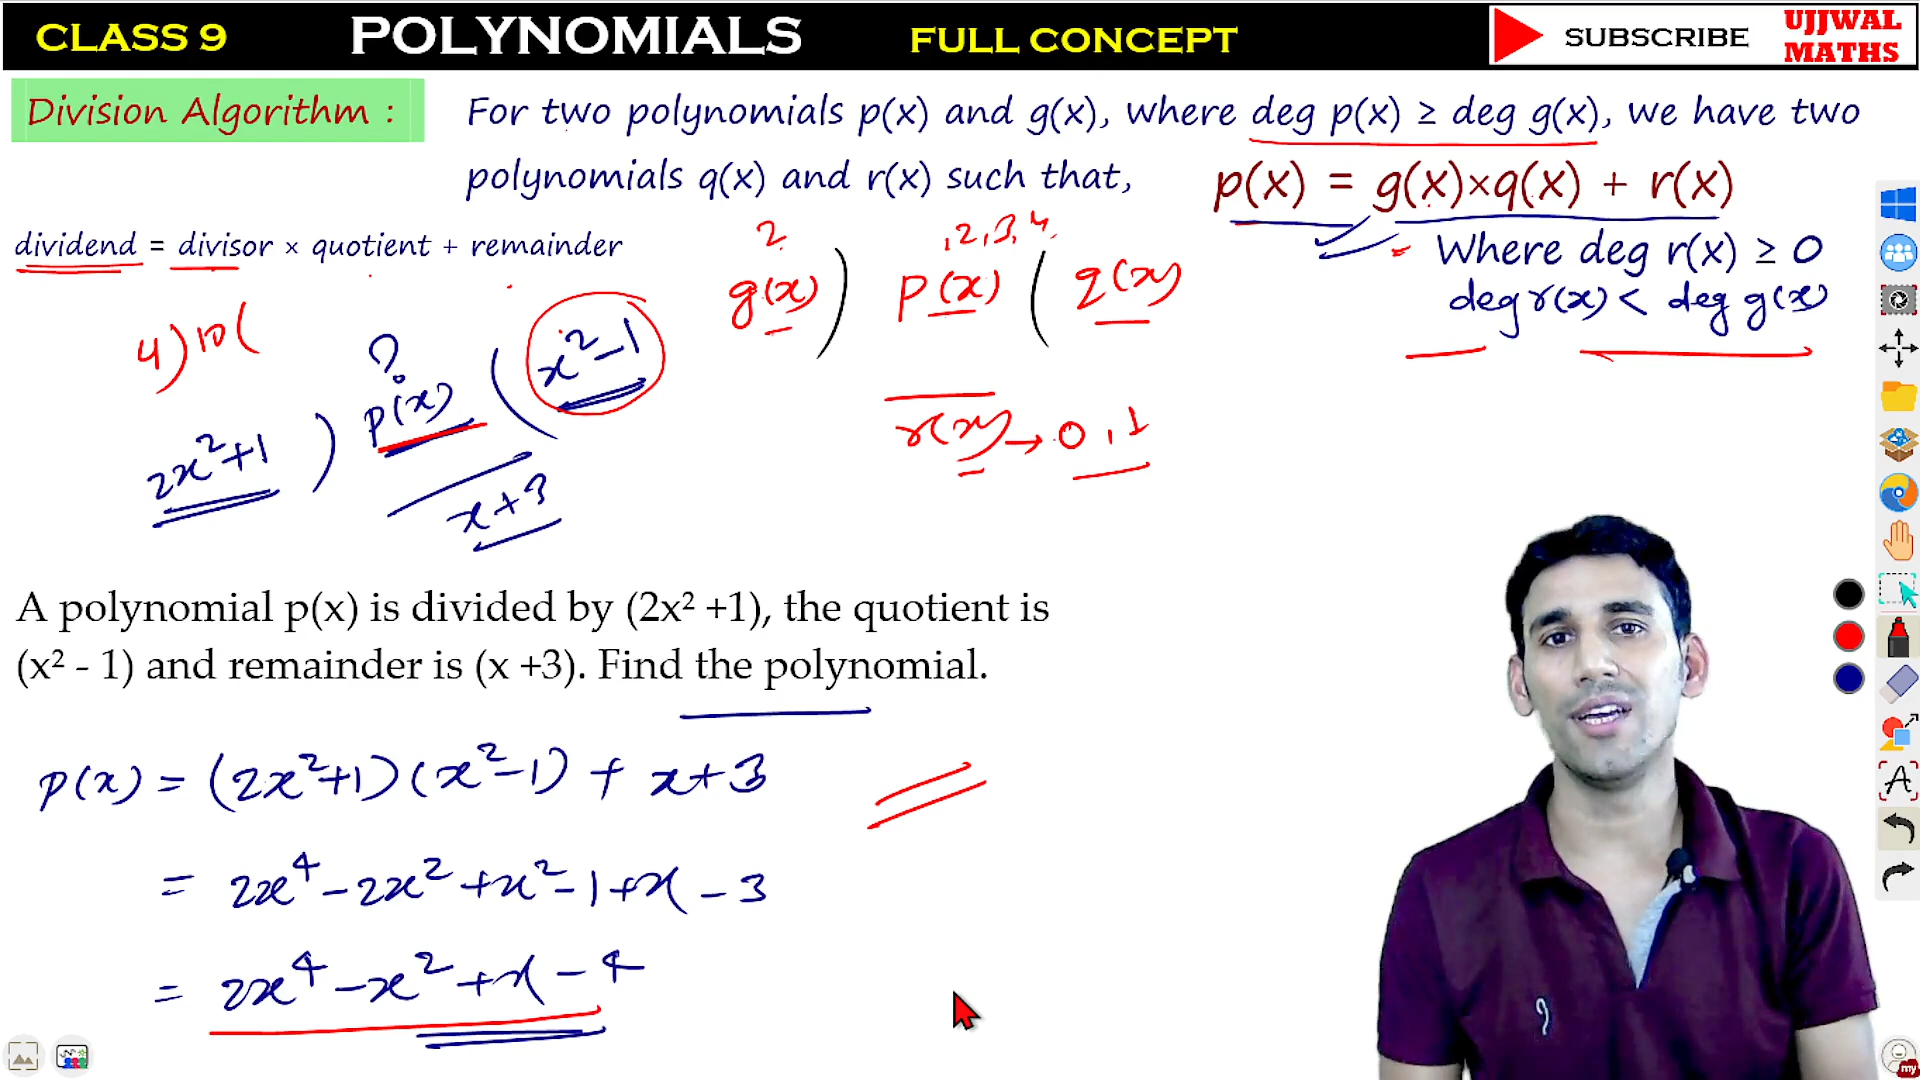 CLASS 9 POLYNOMIALS FULL CONCEPT SUBSCRIBE UJJWAL MATHS
Division Algorithm : For two polynomials p(x) and g(x), where deg p(x) ≥ deg g(x), we have two
polynomials q(x) and r(x) such that, p(x) = g(x)×q(x) + r(x)
dividend = divisor × quotient + remainder
Where deg r(x) ≥ 0
deg r(x) < deg g(x)
2 1,2,3,4
g(x) ) p(x) ( q(x)
r(x) → 0,1
4)10(
?
2x²+1 ) p(x) ( x²-1
x+3
A polynomial p(x) is divided by (2x² +1), the quotient is
(x² - 1) and remainder is (x +3). Find the polynomial.
p(x) = (2x²+1)(x²-1) + x+3
= 2x⁴-2x²+x²-1+x-3
= 2x⁴-x²+x-4
my